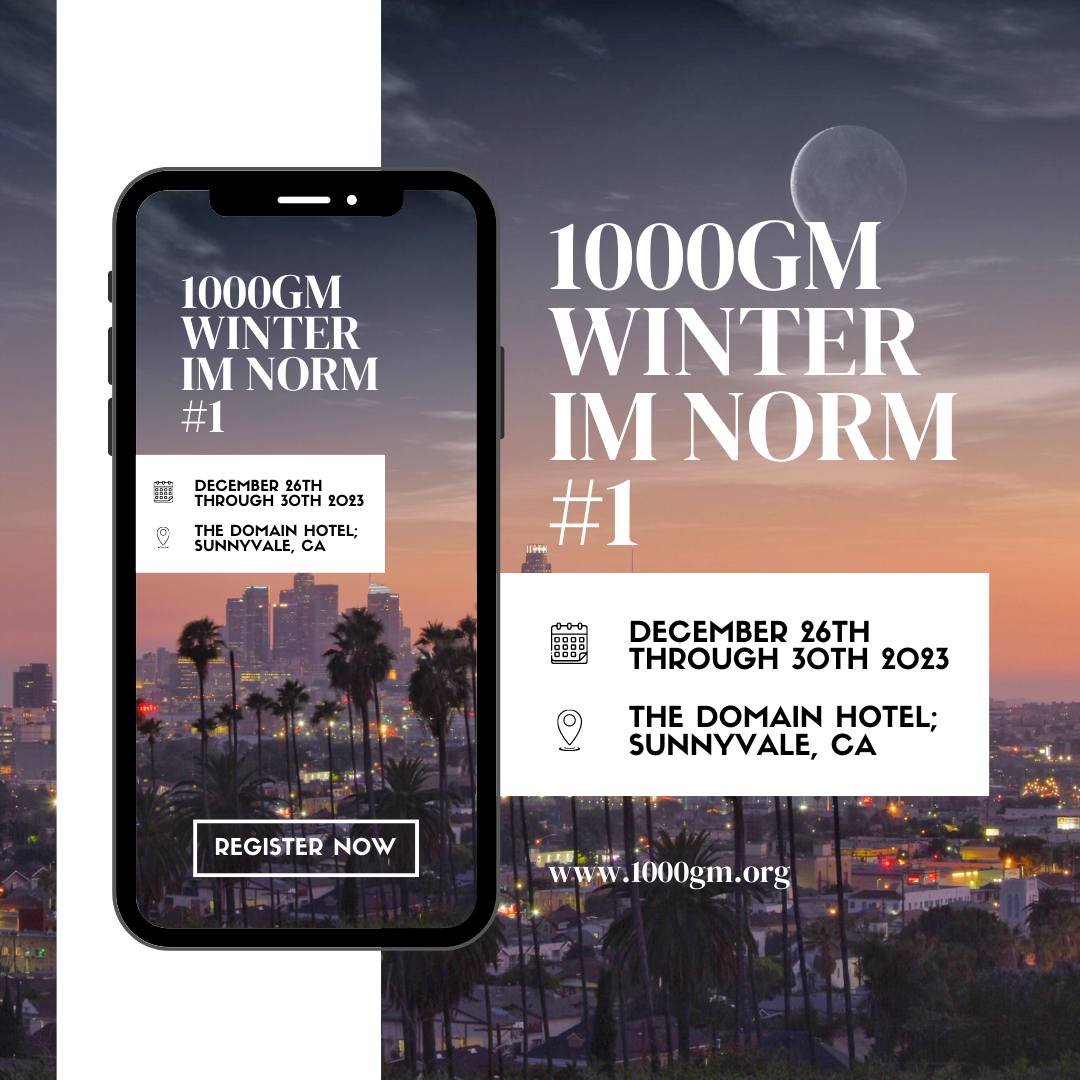 1000GM
WINTER
IM NORM
#1
DECEMBER 26TH
THROUGH 30TH 2023
THE DOMAIN HOTEL;
SUNNYVALE, CA
REGISTER NOW
1000GM
WINTER
IM NORM
#1
DECEMBER 26TH
THROUGH 30TH 2023
THE DOMAIN HOTEL;
SUNNYVALE, CA
www.1000gm.org